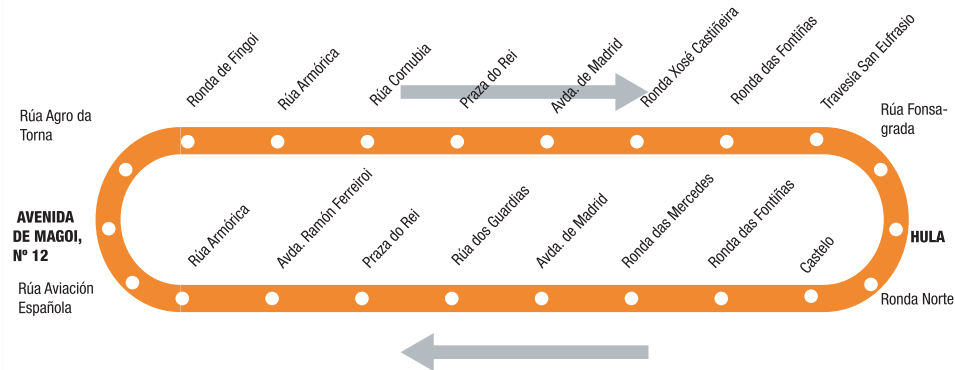 Ronda de Fingoi
Rúa Armórica
Rúa Cornubia
Praza do Rei
Avda. de Madrid
Ronda Xosé Castiñeira
Ronda das Fontiñas
Travesía San Eufrasio
Rúa Agro da
Torna
Rúa Fonsa-
grada
AVENIDA
DE MAGOI,
Nº 12
HULA
Rúa Armórica
Avda. Ramón Ferreiroi
Praza do Rei
Rúa dos Guardias
Avda. de Madrid
Ronda das Mercedes
Ronda das Fontiñas
Castelo
Rúa Aviación
Española
Ronda Norte